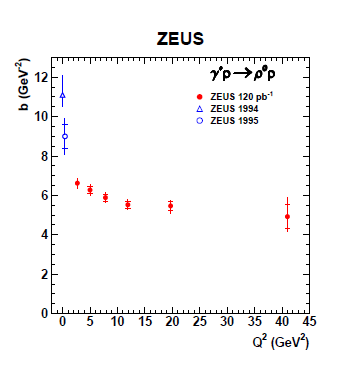 ZEUS
γ*p→ρ⁰p
ZEUS 120 pb⁻¹
ZEUS 1994
ZEUS 1995
b (GeV⁻²)
12
10
8
6
4
2
0
0 5 10 15 20 25 30 35 40 45
Q² (GeV²)